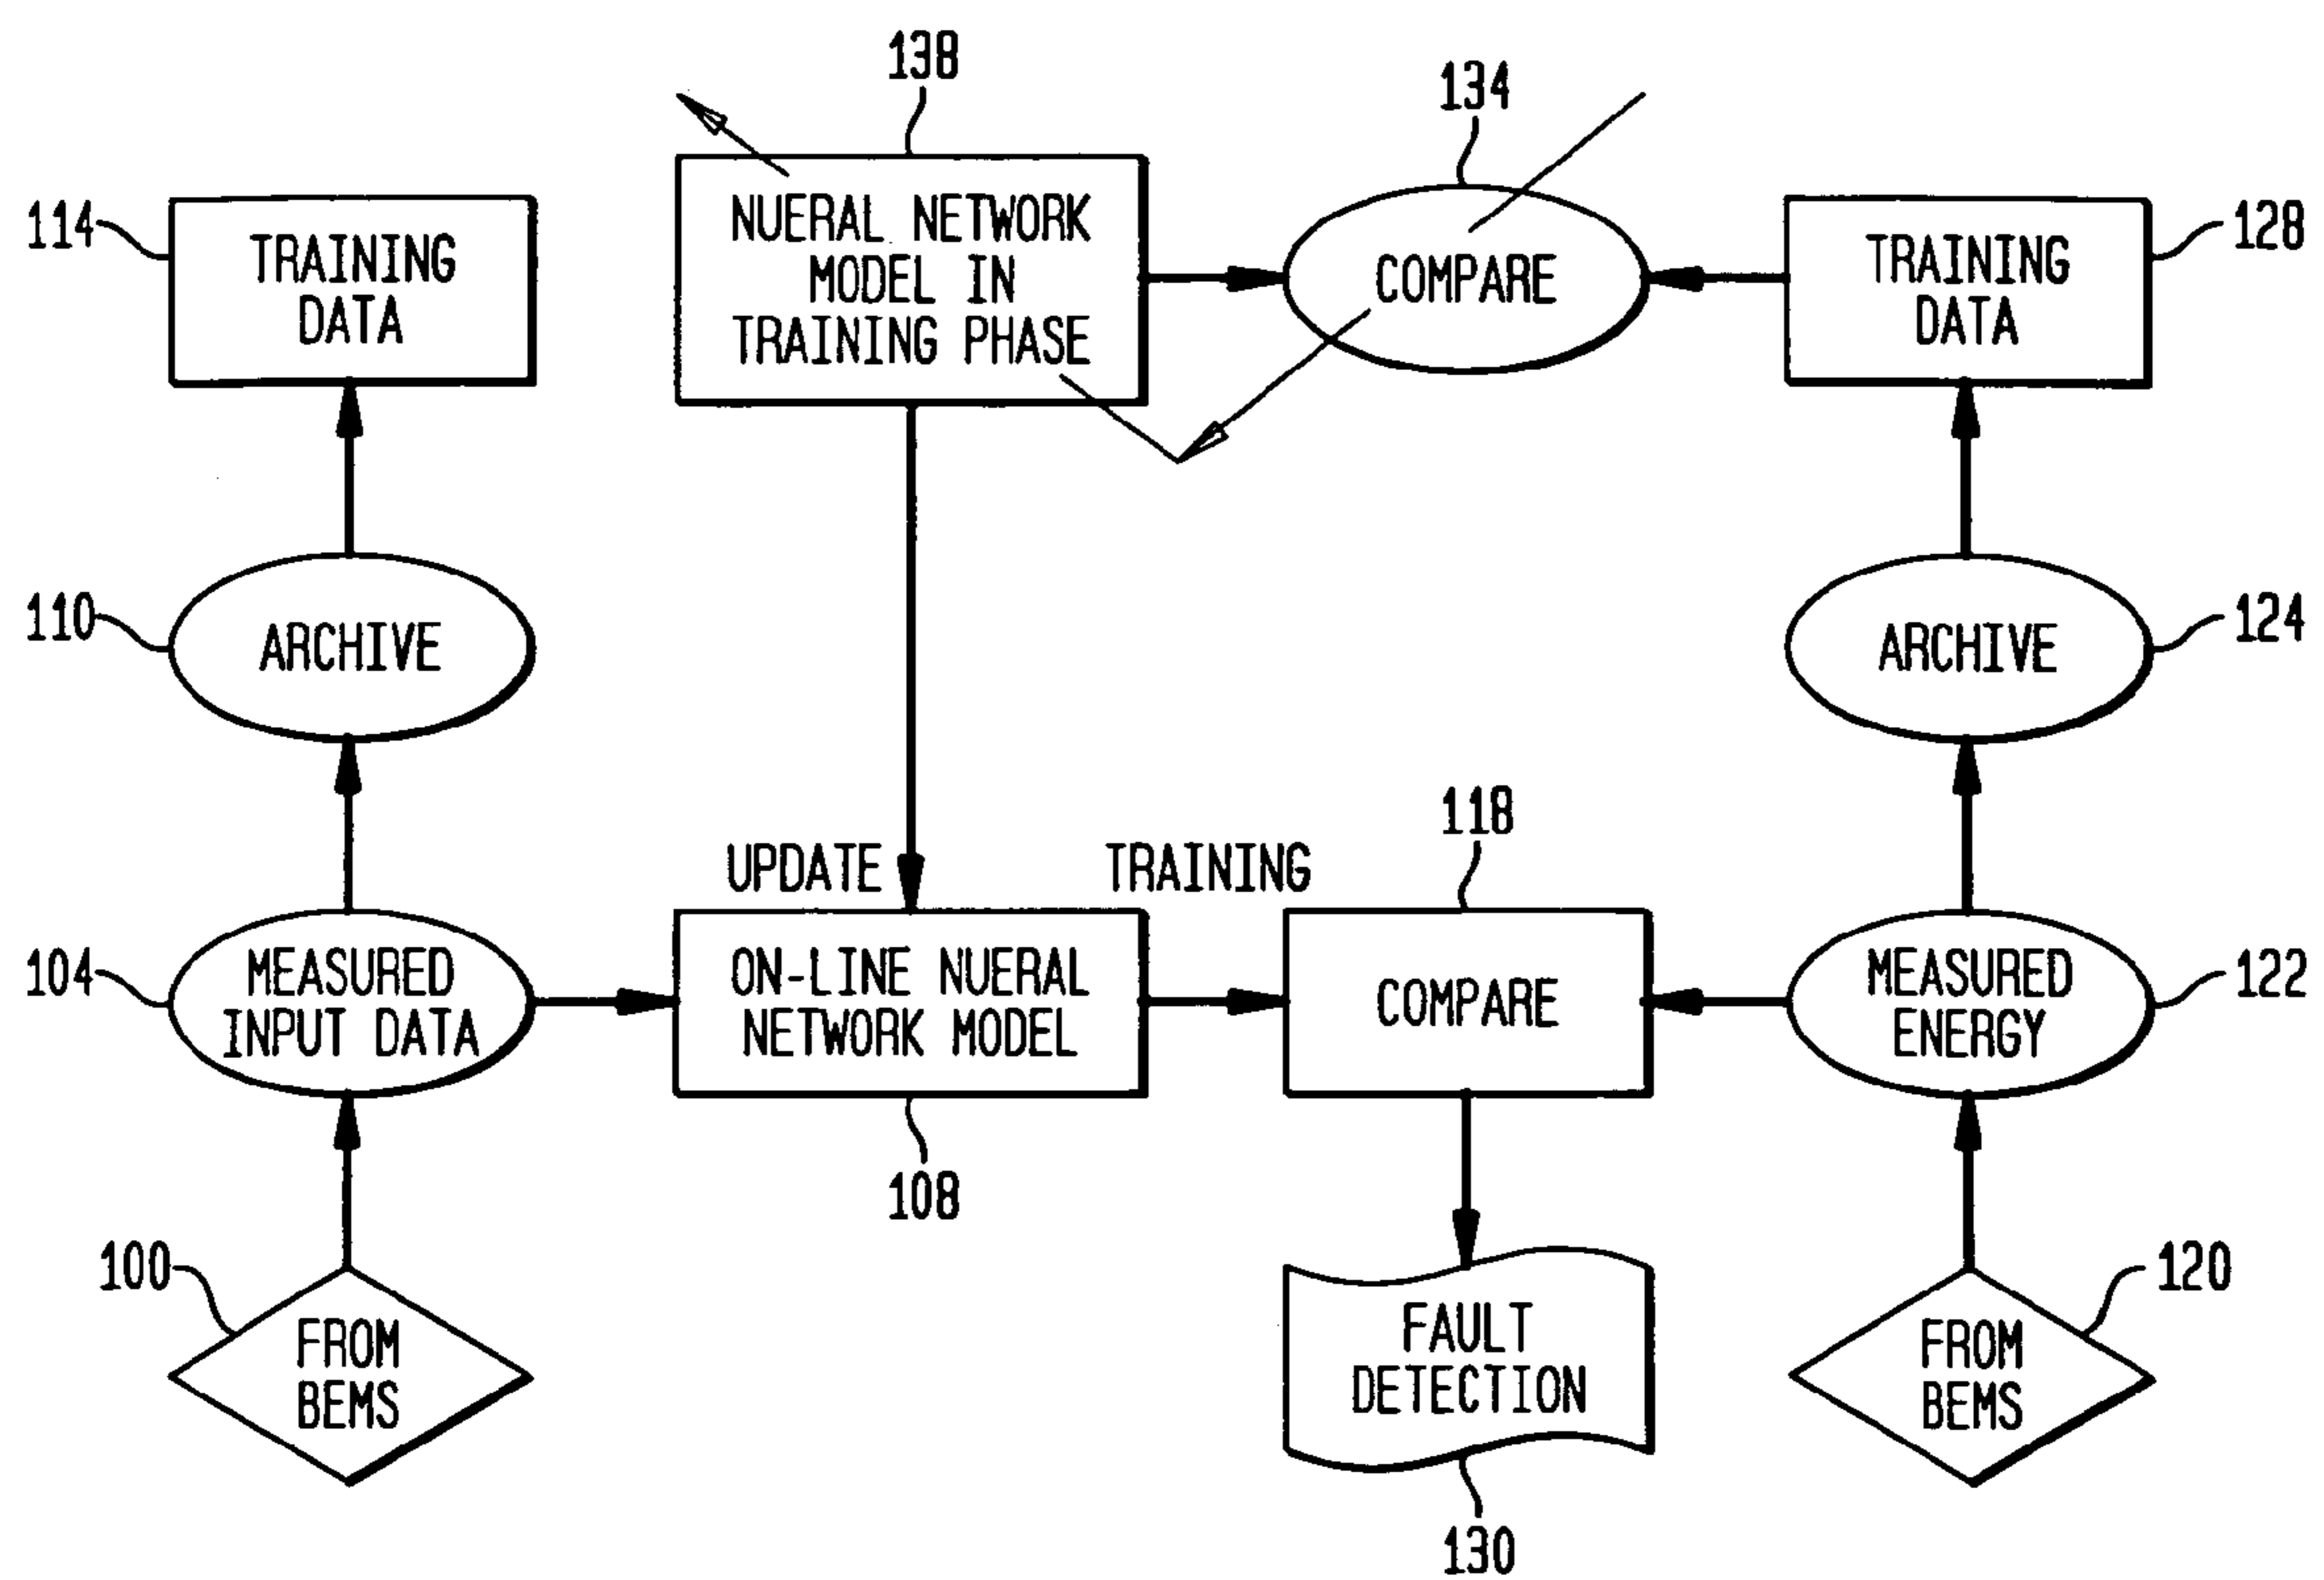 138
134
114
TRAINING
DATA
NUERAL NETWORK
MODEL IN
TRAINING PHASE
COMPARE
TRAINING
DATA
128
110
ARCHIVE
ARCHIVE
124
118
UPDATE
TRAINING
104
MEASURED
INPUT DATA
ON-LINE NUERAL
NETWORK MODEL
COMPARE
MEASURED
ENERGY
122
108
100
FROM
BEMS
FAULT
DETECTION
FROM
BEMS
120
130